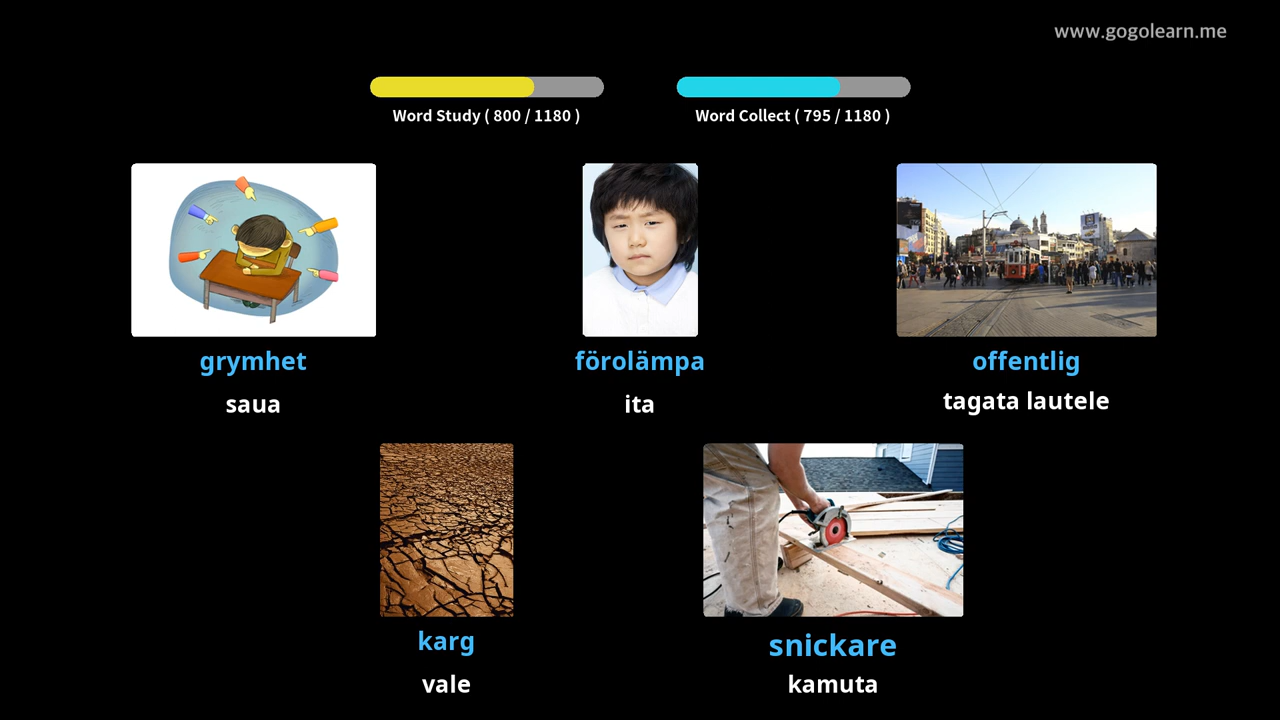 www.gogolearn.me
Word Study ( 800 / 1180 )
Word Collect ( 795 / 1180 )
grymhet
förolämpa
offentlig
saua
ita
tagata lautele
karg
snickare
vale
kamuta